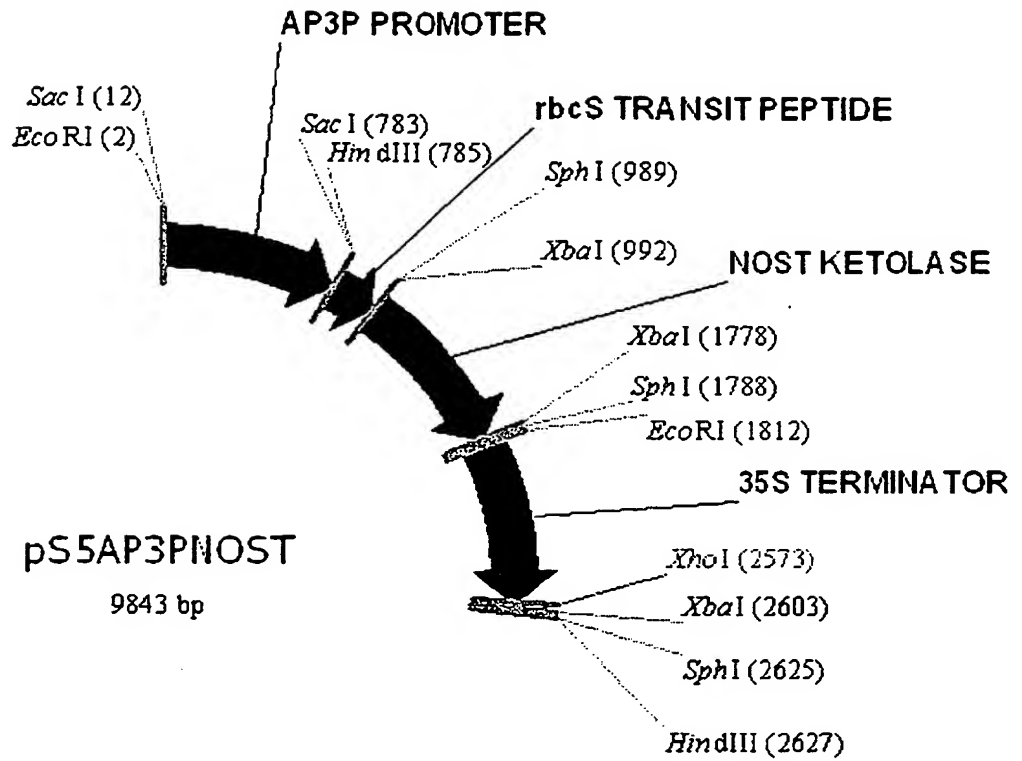 AP3P PROMOTER
Sac I (12)
EcoRI (2)
rbcS TRANSIT PEPTIDE
Sac I (783)
HindIII (785)
SphI (989)
XbaI (992)
NOST KETOLASE
XbaI (1778)
SphI (1788)
EcoRI (1812)
35S TERMINATOR
pS5AP3PNOST
9843 bp
XhoI (2573)
XbaI (2603)
SphI (2625)
HindIII (2627)